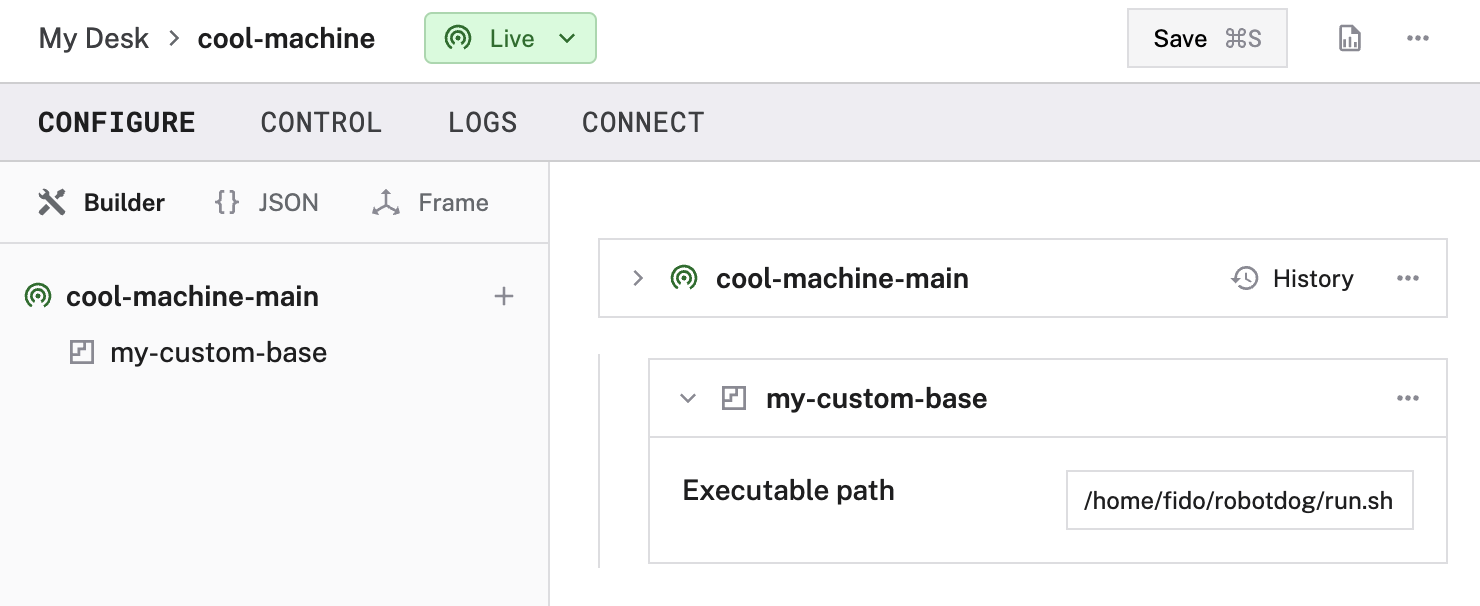 My Desk > cool-machine Live Save ⌘S
CONFIGURE CONTROL LOGS CONNECT
Builder {} JSON Frame
cool-machine-main
my-custom-base
cool-machine-main History
my-custom-base
Executable path /home/fido/robotdog/run.sh